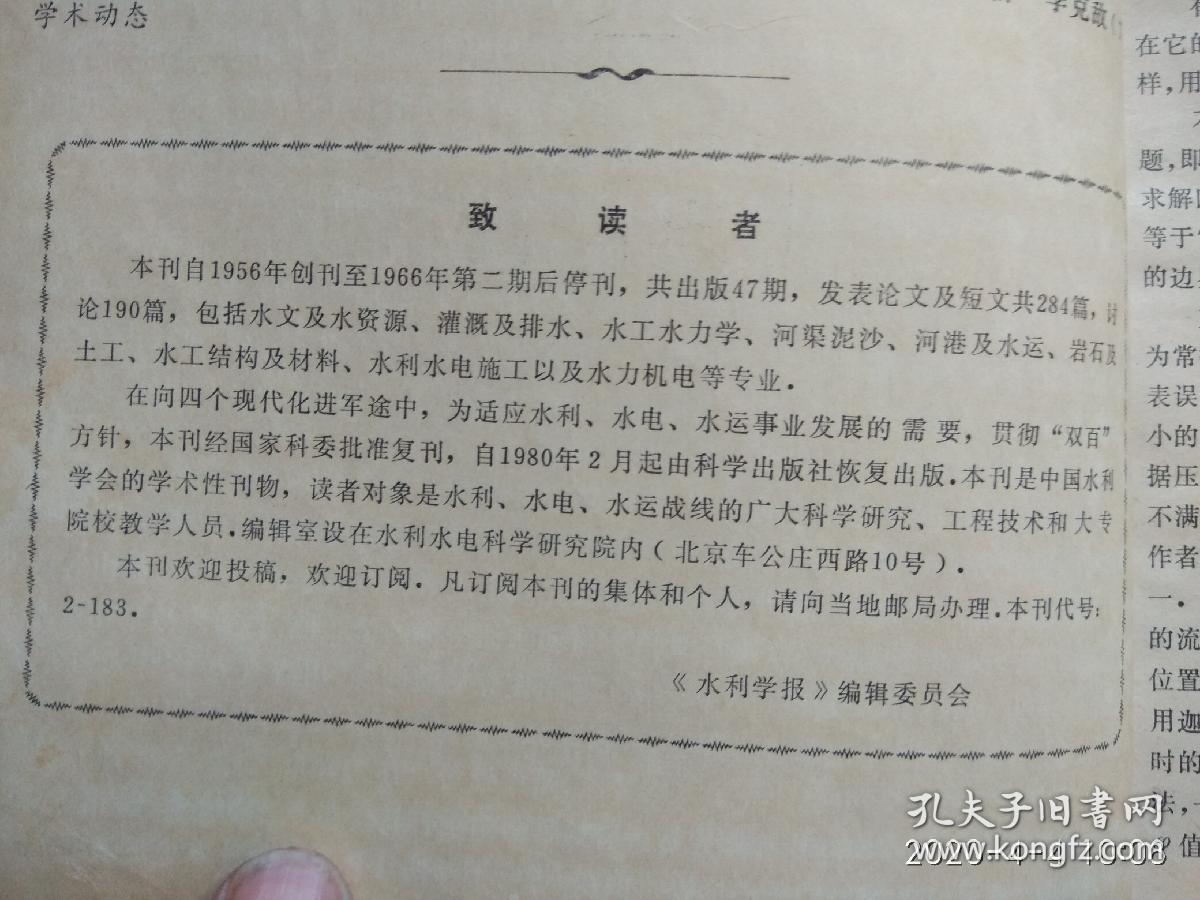 学术动态
李克敌
致读者
本刊自1956年创刊至1966年第二期后停刊，共出版47期，发表论文及短文共284篇，讨
论190篇，包括水文及水资源、灌溉及排水、水工水力学、河渠泥沙、河港及水运、岩石及
土工、水工结构及材料、水利水电施工以及水力机电等专业．
在向四个现代化进军途中，为适应水利、水电、水运事业发展的需要，贯彻“双百”
方针，本刊经国家科委批准复刊，自1980年2月起由科学出版社恢复出版．本刊是中国水利
学会的学术性刊物，读者对象是水利、水电、水运战线的广大科学研究、工程技术和大专
院校教学人员．编辑室设在水利水电科学研究院内（北京车公庄西路10号）．
本刊欢迎投稿，欢迎订阅．凡订阅本刊的集体和个人，请向当地邮局办理．本刊代号：
2-183．
《水利学报》编辑委员会
在它的
样，用
题，即
求解
等于
的边
为常
表误
小的
据压
不满
作者
一．
的流
位置
用迦
时的
法，
值
孔夫子旧書网
www.kongfz.com